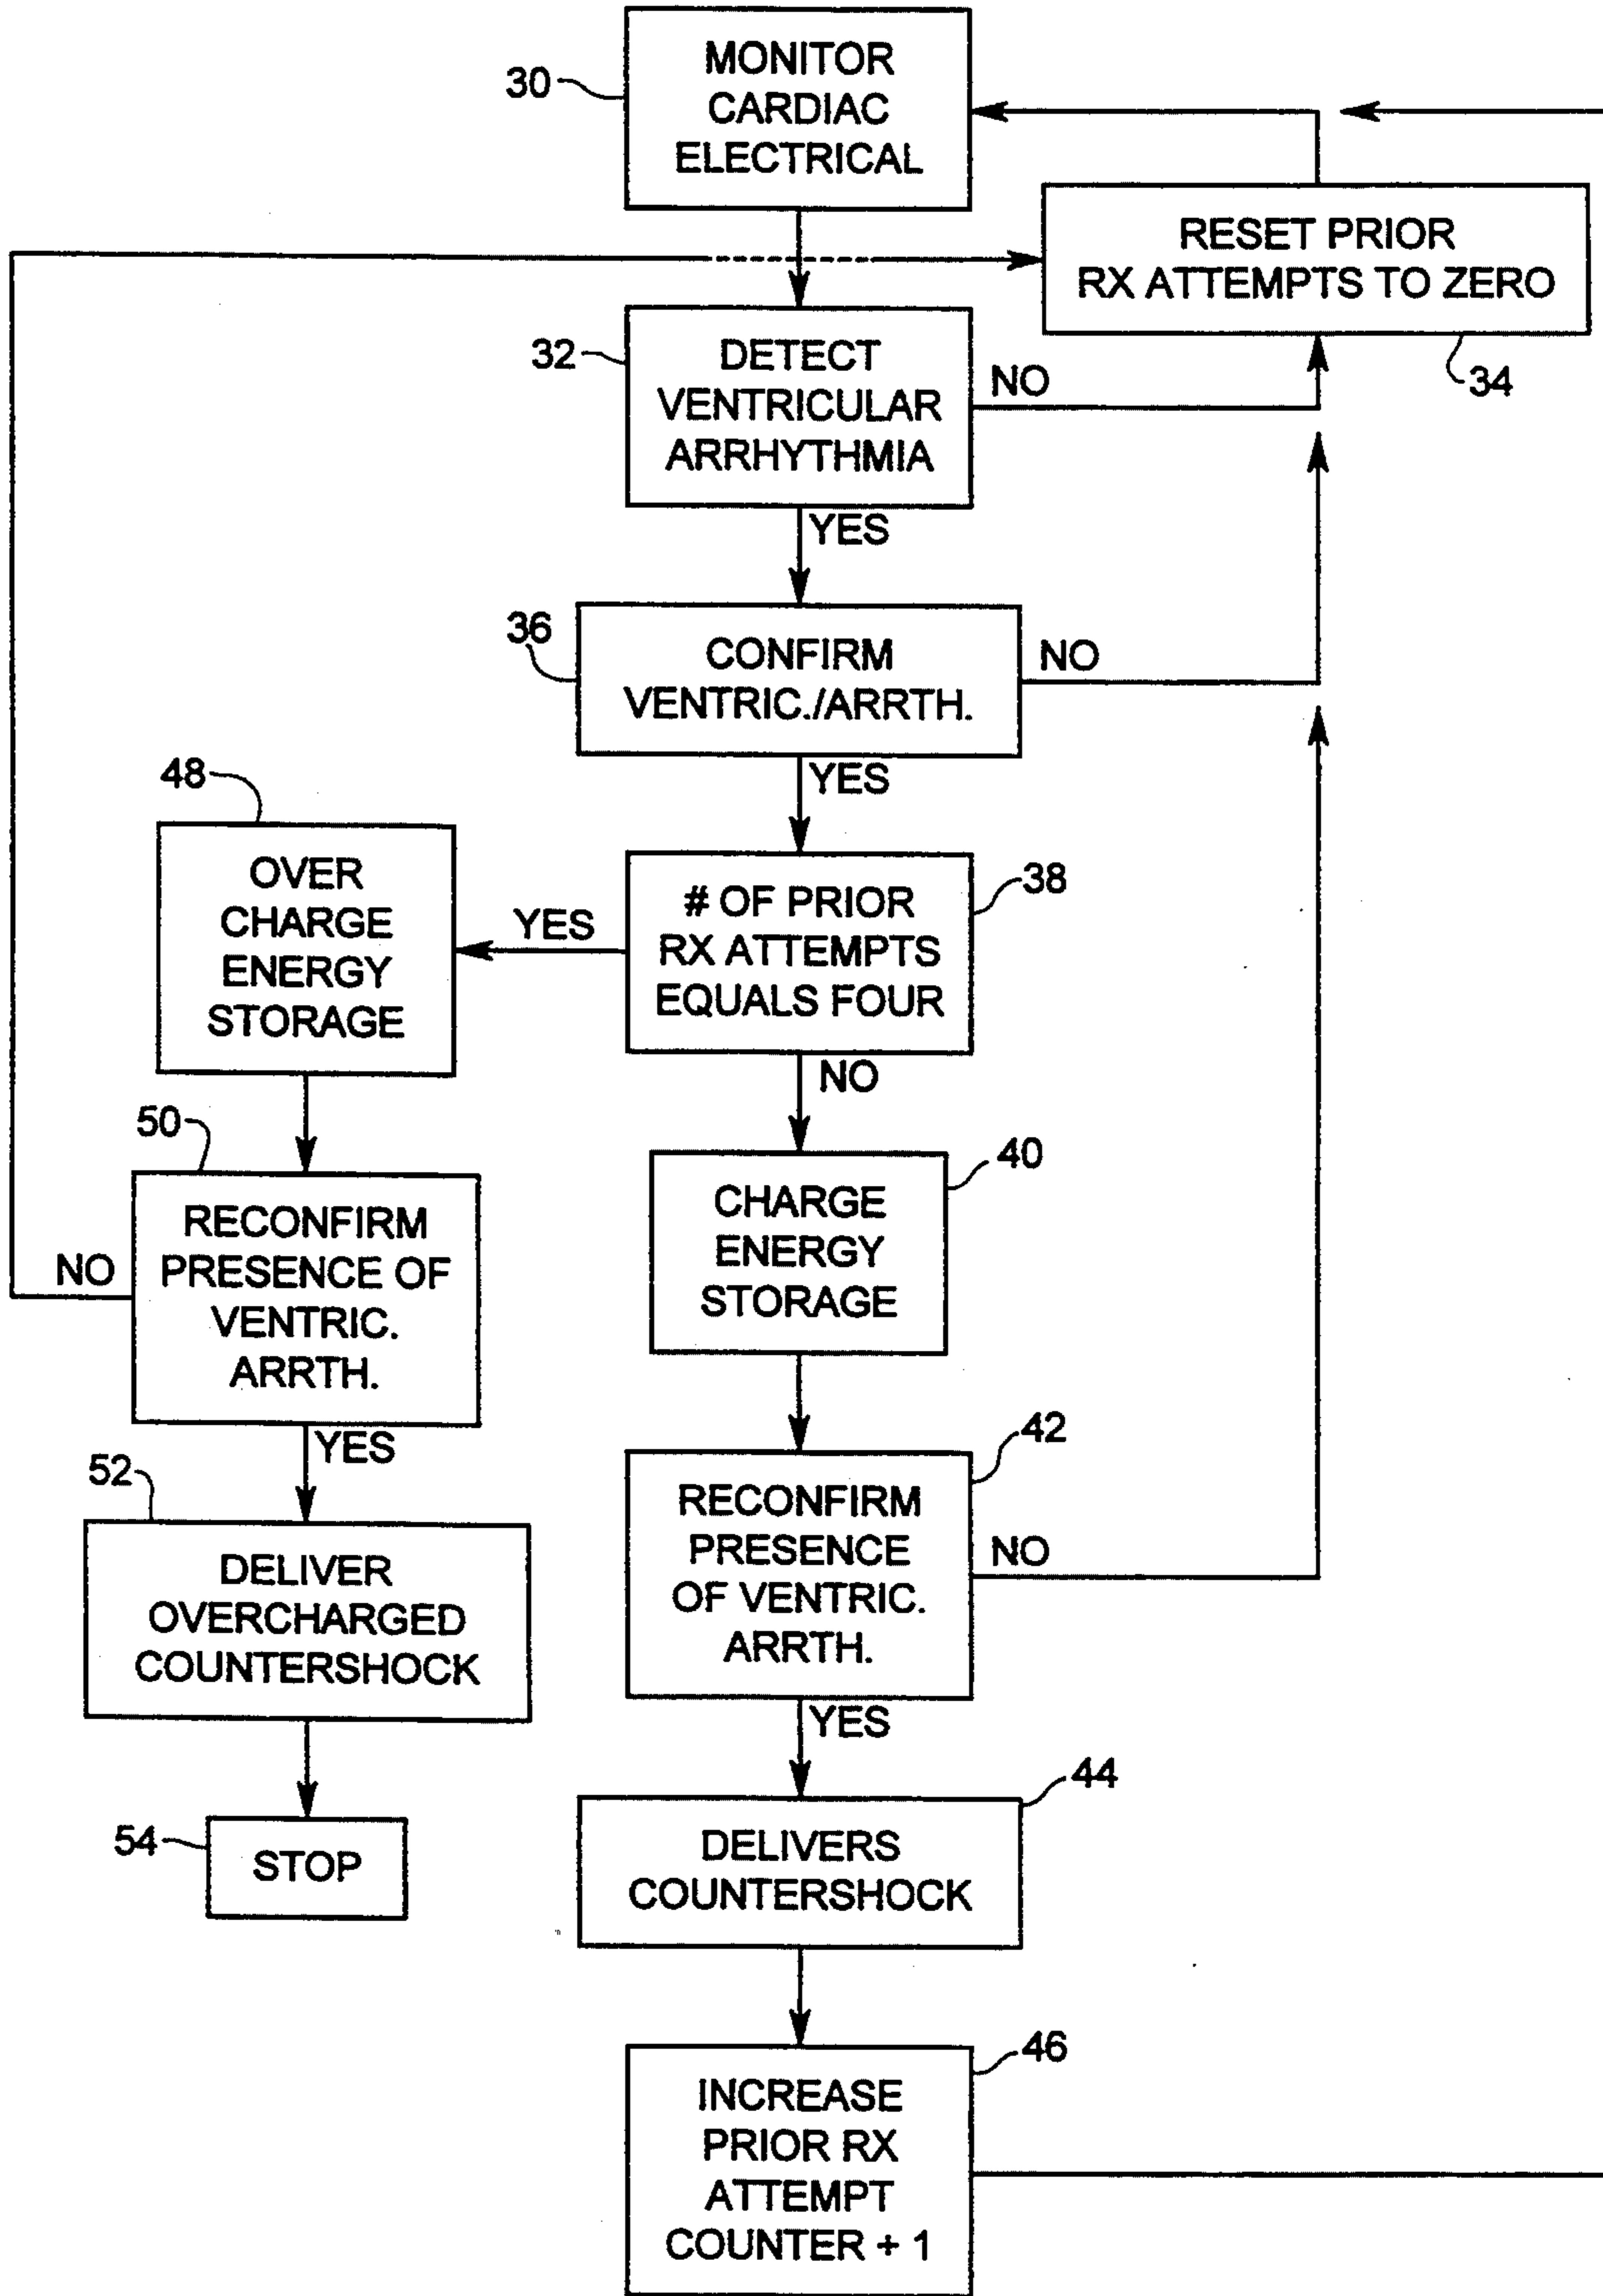 30
MONITOR
CARDIAC
ELECTRICAL
RESET PRIOR
RX ATTEMPTS TO ZERO
34
32
DETECT
VENTRICULAR
ARRHYTHMIA
NO
YES
36
CONFIRM
VENTRIC./ARRTH.
NO
YES
48
OVER
CHARGE
ENERGY
STORAGE
YES
38
# OF PRIOR
RX ATTEMPTS
EQUALS FOUR
NO
50
RECONFIRM
PRESENCE OF
VENTRIC.
ARRTH.
NO
YES
40
CHARGE
ENERGY
STORAGE
42
RECONFIRM
PRESENCE
OF VENTRIC.
ARRTH.
NO
YES
52
DELIVER
OVERCHARGED
COUNTERSHOCK
54
STOP
44
DELIVERS
COUNTERSHOCK
46
INCREASE
PRIOR RX
ATTEMPT
COUNTER + 1